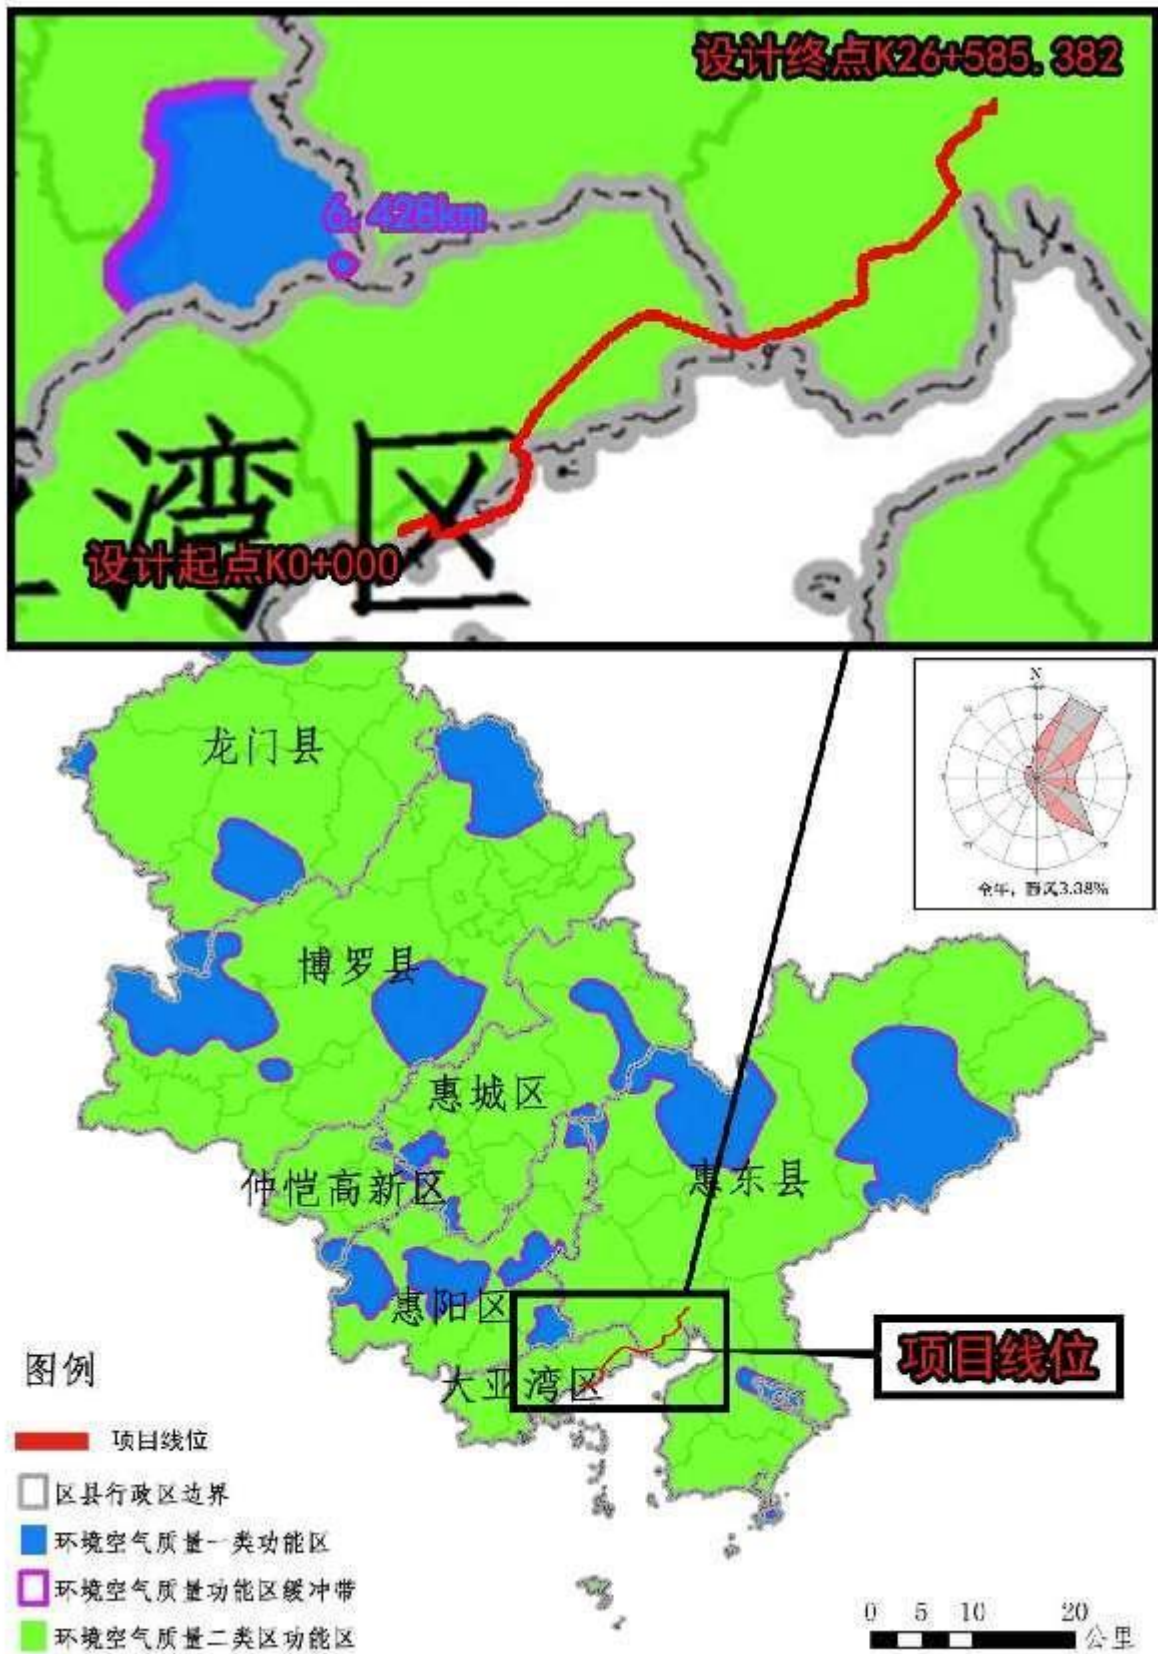 设计终点K26+585.382
6.428km
湾区
设计起点K0+000
N
全年，静风3.38%
龙门县
博罗县
惠城区
仲恺高新区
惠东县
惠阳区
大亚湾区
项目线位
图例
项目线位
区县行政区边界
环境空气质量一类功能区
环境空气质量功能区缓冲带
环境空气质量二类区功能区
0 5 10 20
公里